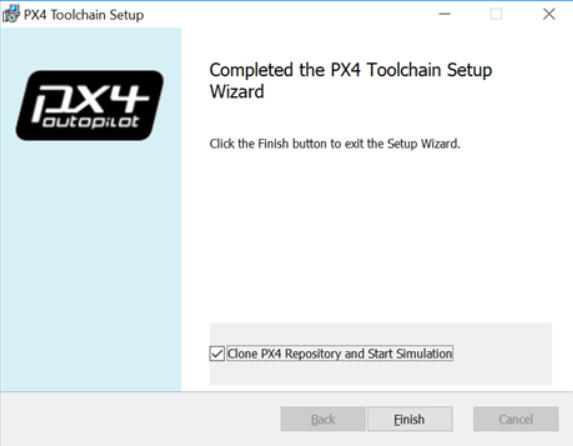 PX4 Toolchain Setup
px4
autopilot
Completed the PX4 Toolchain Setup
Wizard
Click the Finish button to exit the Setup Wizard.
Clone PX4 Repository and Start Simulation
Back
Finish
Cancel